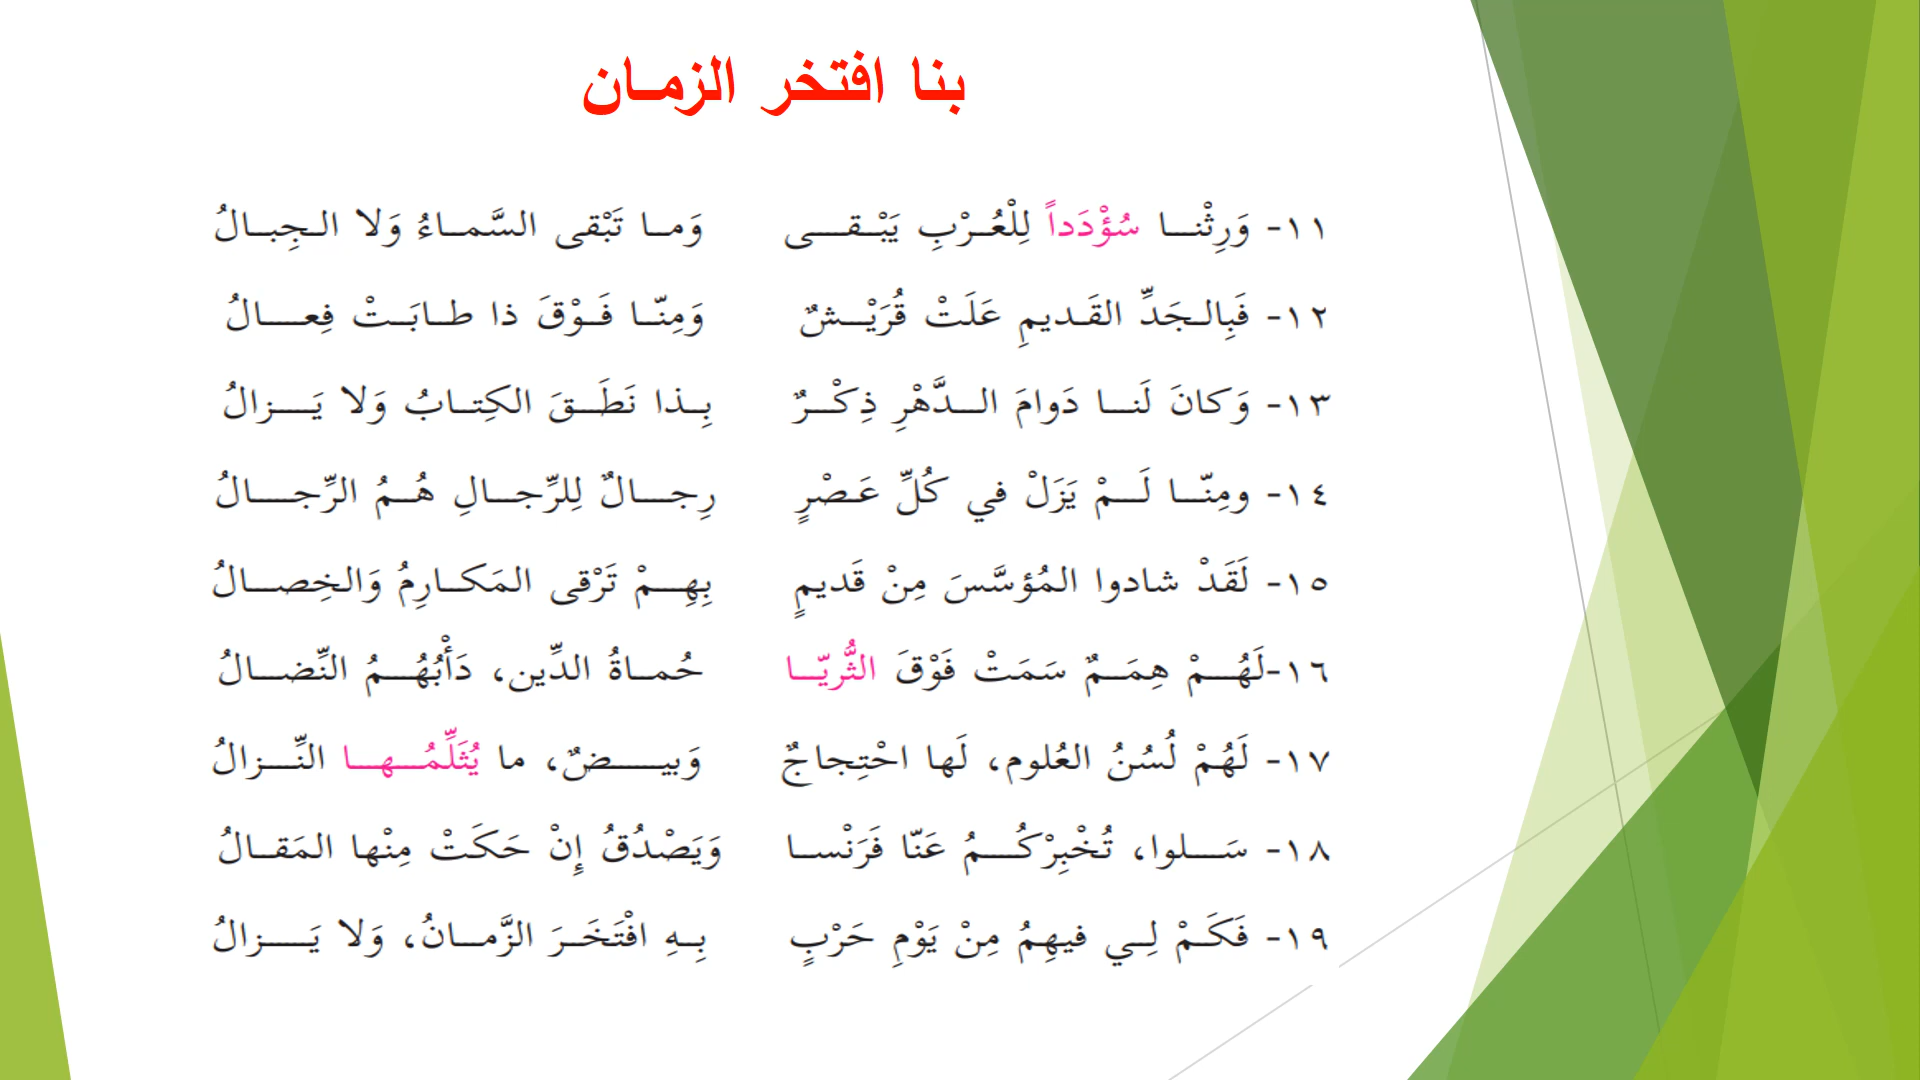 بنا افتخر الزمان
١١- وَرِثْنا سُؤْدَداً لِلْعُرْبِ يَبْقى وَما تَبْقى السَّماءُ وَلا الجِبالُ
١٢- فَبِالجَدِّ القَديمِ عَلَتْ قُرَيْشٌ وَمِنّا فَوْقَ ذا طابَتْ فِعالُ
١٣- وَكانَ لَنا دَوامَ الدَّهْرِ ذِكْرٌ بِذا نَطَقَ الكِتابُ وَلا يَزالُ
١٤- ومِنّا لَمْ يَزَلْ في كُلِّ عَصْرٍ رِجالٌ لِلرِّجالِ هُمُ الرِّجالُ
١٥- لَقَدْ شادوا المُؤسَّسَ مِنْ قَديمٍ بِهِمْ تَرْقى المَكارِمُ وَالخِصالُ
١٦-لَهُمْ هِمَمٌ سَمَتْ فَوْقَ الثُّريّا حُماةُ الدِّين، دَأْبُهُمُ النِّضالُ
١٧- لَهُمْ لُسُنُ العُلوم، لَها احْتِجاجٌ وَبيضٌ، ما يُثَلِّمُها النِّزالُ
١٨- سَلوا، تُخْبِرْكُمُ عَنّا فَرَنْسا وَيَصْدُقُ إِنْ حَكَتْ مِنْها المَقالُ
١٩- فَكَمْ لِي فيهِمُ مِنْ يَوْمِ حَرْبٍ بِهِ افْتَخَرَ الزَّمانُ، وَلا يَزالُ